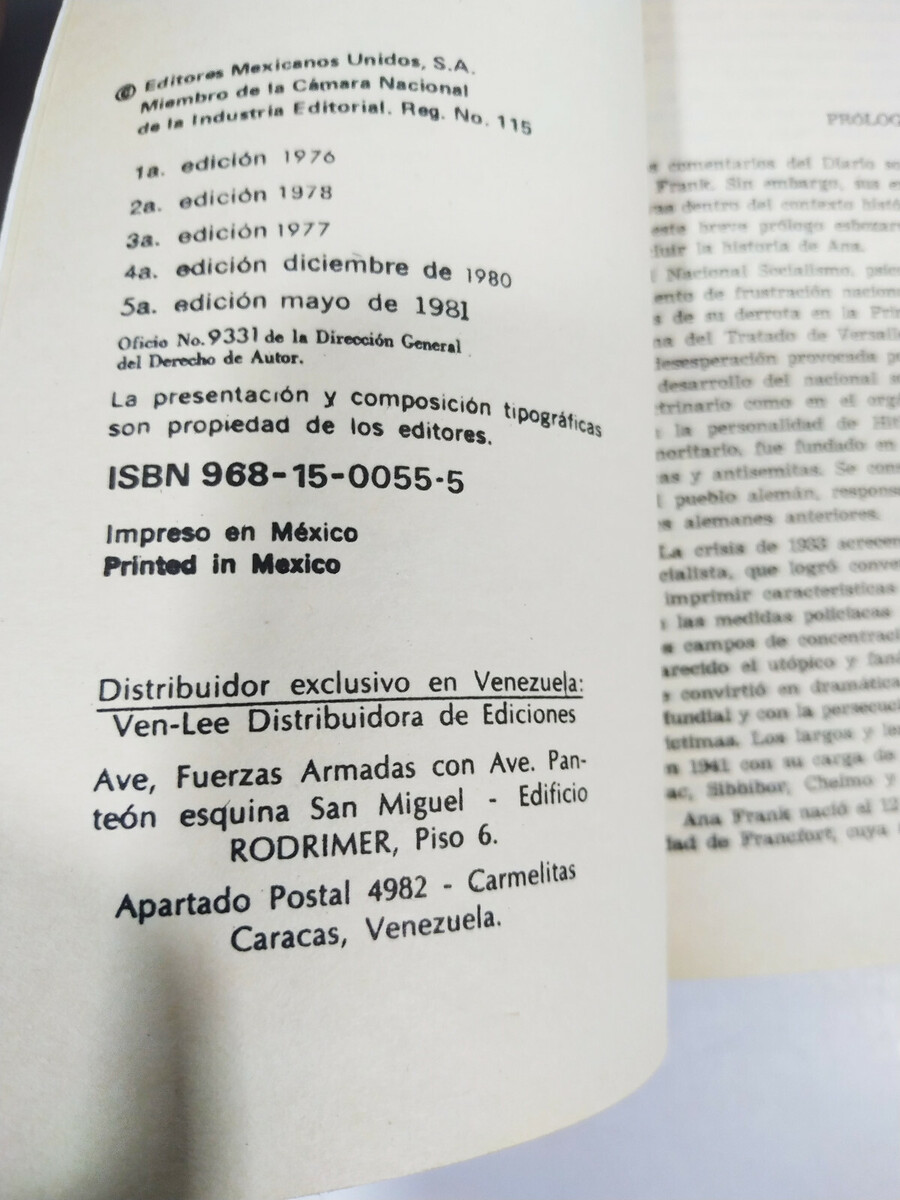 © Editores Mexicanos Unidos, S.A.
Miembro de la Cámara Nacional
de la Industria Editorial. Reg. No. 115
1a. edición 1976
2a. edición 1978
3a. edición 1977
4a. edición diciembre de 1980
5a. edición mayo de 1981
Oficio No. 9331 de la Dirección General
del Derecho de Autor.
La presentación y composición tipográficas
son propiedad de los editores.
ISBN 968-15-0055-5
Impreso en México
Printed in Mexico
Distribuidor exclusivo en Venezuela:
Ven-Lee Distribuidora de Ediciones
Ave, Fuerzas Armadas con Ave. Pan-
teón esquina San Miguel - Edificio
RODRIMER, Piso 6.
Apartado Postal 4982 - Carmelitas
Caracas, Venezuela.
PRÓLOG
comentarios del Diario
Frank. Sin embargo, sus
dentro del contexto
este breve prólogo
la historia de Ana.
Nacional Socialismo,
de frustración
de su derrota en la
del Tratado de
desesperación provocada
desarrollo del nacional
como en el
la personalidad de
fue fundado en
y antisemitas. Se
pueblo alemán,
alemanes anteriores.
La crisis de 1933
que logró
imprimir características
las medidas policiacas
campos de
el utópico y
convirtió en
y con la
Los largos y
1941 con su carga de
Sibbibor, Chelmo y
Ana Frank nació el 12
de Francfort, cuya